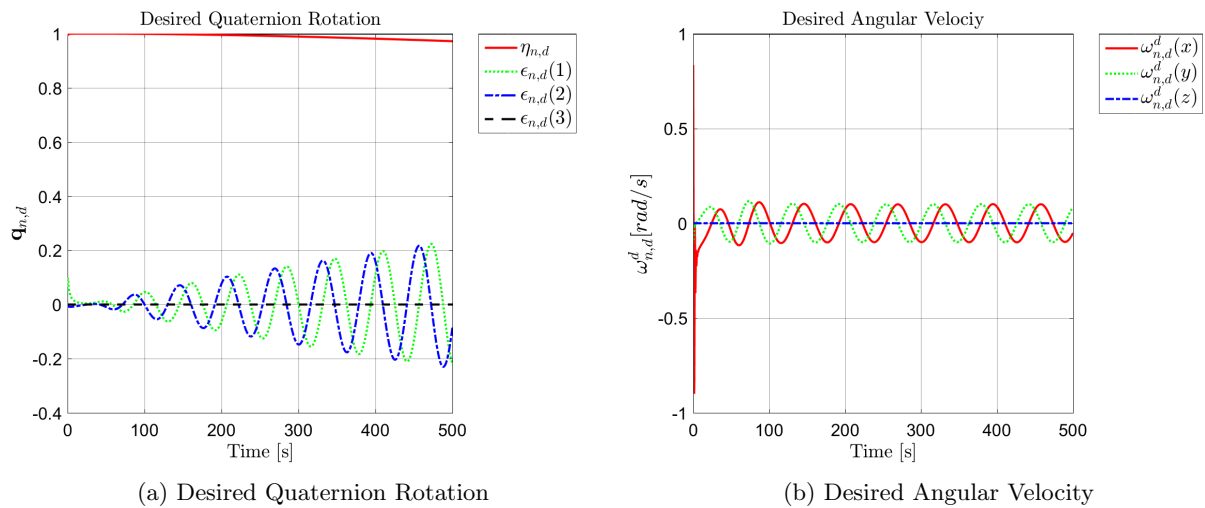 Desired Quaternion Rotation
1
0.8
0.6
0.4
0.2
0
-0.2
-0.4
q_{n,d}
0 100 200 300 400 500
Time [s]
η_{n,d}
ϵ_{n,d}(1)
ϵ_{n,d}(2)
ϵ_{n,d}(3)
(a) Desired Quaternion Rotation
Desired Angular Velociy
1
0.5
0
-0.5
-1
ω^d_{n,d}[rad/s]
0 100 200 300 400 500
Time [s]
ω^d_{n,d}(x)
ω^d_{n,d}(y)
ω^d_{n,d}(z)
(b) Desired Angular Velocity